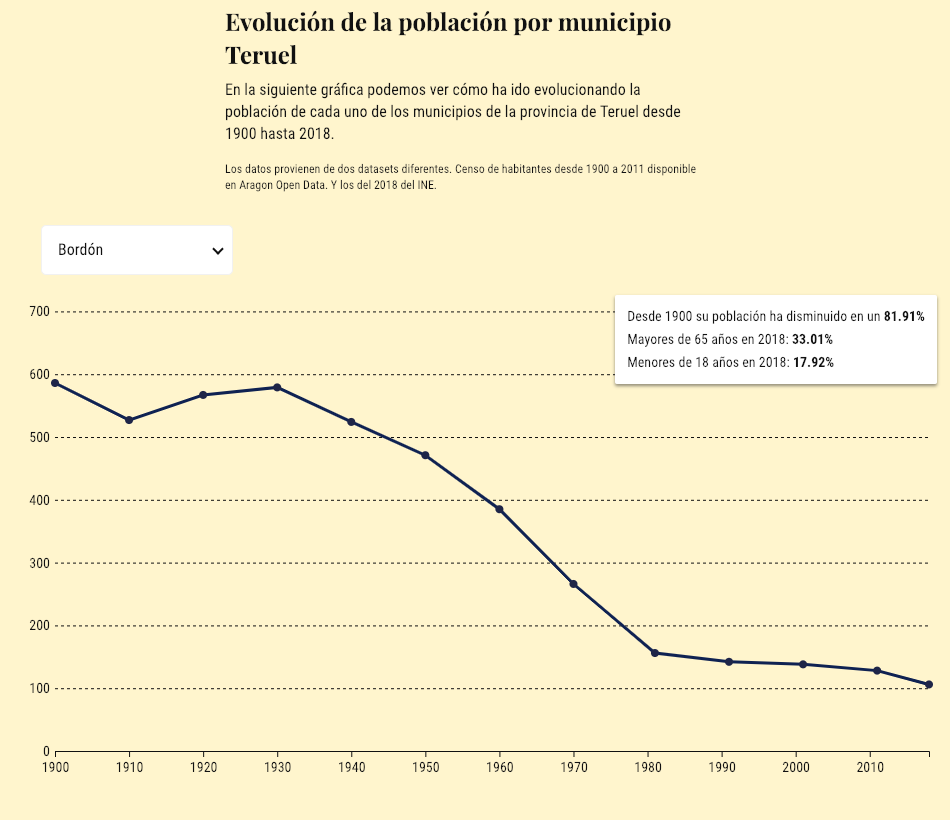 Evolución de la población por municipio
Teruel
En la siguiente gráfica podemos ver cómo ha ido evolucionando la
población de cada uno de los municipios de la provincia de Teruel desde
1900 hasta 2018.
Los datos provienen de dos datasets diferentes. Censo de habitantes desde 1900 a 2011 disponible
en Aragon Open Data. Y los del 2018 del INE.
Bordón
Desde 1900 su población ha disminuido en un 81.91%
Mayores de 65 años en 2018: 33.01%
Menores de 18 años en 2018: 17.92%
700
600
500
400
300
200
100
0
1900 1910 1920 1930 1940 1950 1960 1970 1980 1990 2000 2010